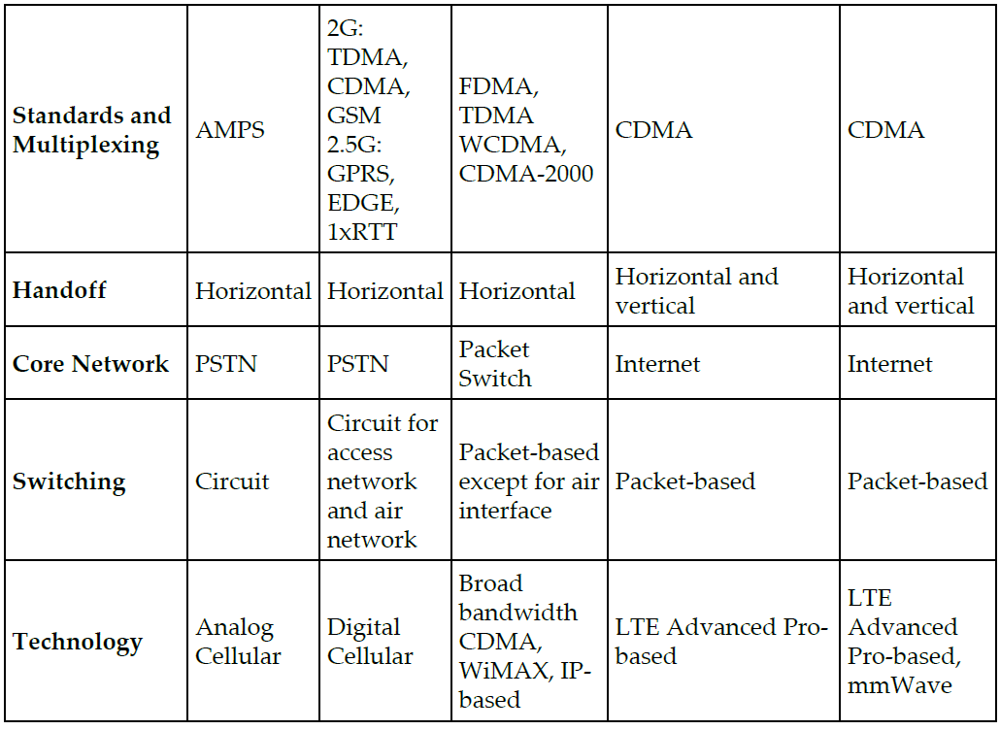 Standards and
Multiplexing
AMPS
2G:
TDMA,
CDMA,
GSM
2.5G:
GPRS,
EDGE,
1xRTT
FDMA,
TDMA
WCDMA,
CDMA-2000
CDMA
CDMA
Handoff
Horizontal
Horizontal
Horizontal
Horizontal and
vertical
Horizontal
and vertical
Core Network
PSTN
PSTN
Packet
Switch
Internet
Internet
Switching
Circuit
Circuit for
access
network
and air
network
Packet-based
except for air
interface
Packet-based
Packet-based
Technology
Analog
Cellular
Digital
Cellular
Broad
bandwidth
CDMA,
WiMAX, IP-
based
LTE Advanced Pro-
based
LTE
Advanced
Pro-based,
mmWave